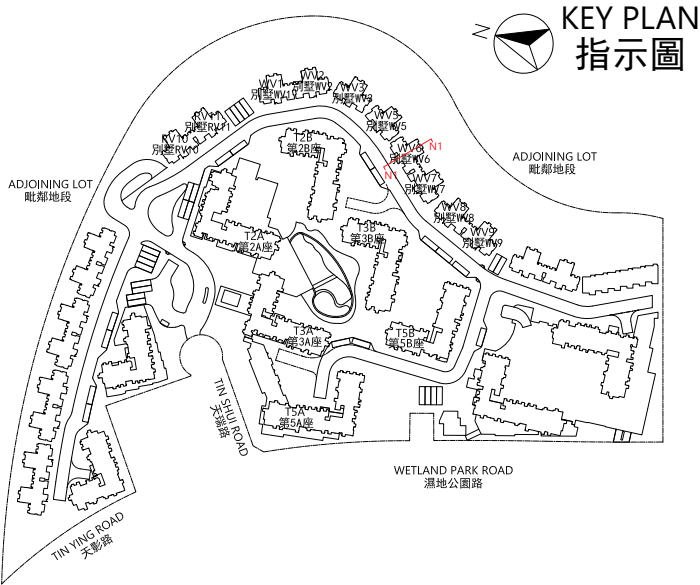 KEY PLAN
指示圖
N
WV1
別墅WV1
WV2
別墅WV2
WV3
別墅WV3
WV5
別墅WV5
RV11
別墅RV11
RV10
別墅RV10
T2B
第2B座
WV6
別墅WV6
N1
N1
WV7
別墅WV7
ADJOINING LOT
毗鄰地段
ADJOINING LOT
毗鄰地段
WV8
別墅WV8
WV9
別墅WV9
T2A
第2A座
T3B
第3B座
T3A
第3A座
T5B
第5B座
T5A
第5A座
TIN SHUI ROAD
天瑞路
WETLAND PARK ROAD
濕地公園路
TIN YING ROAD
天影路